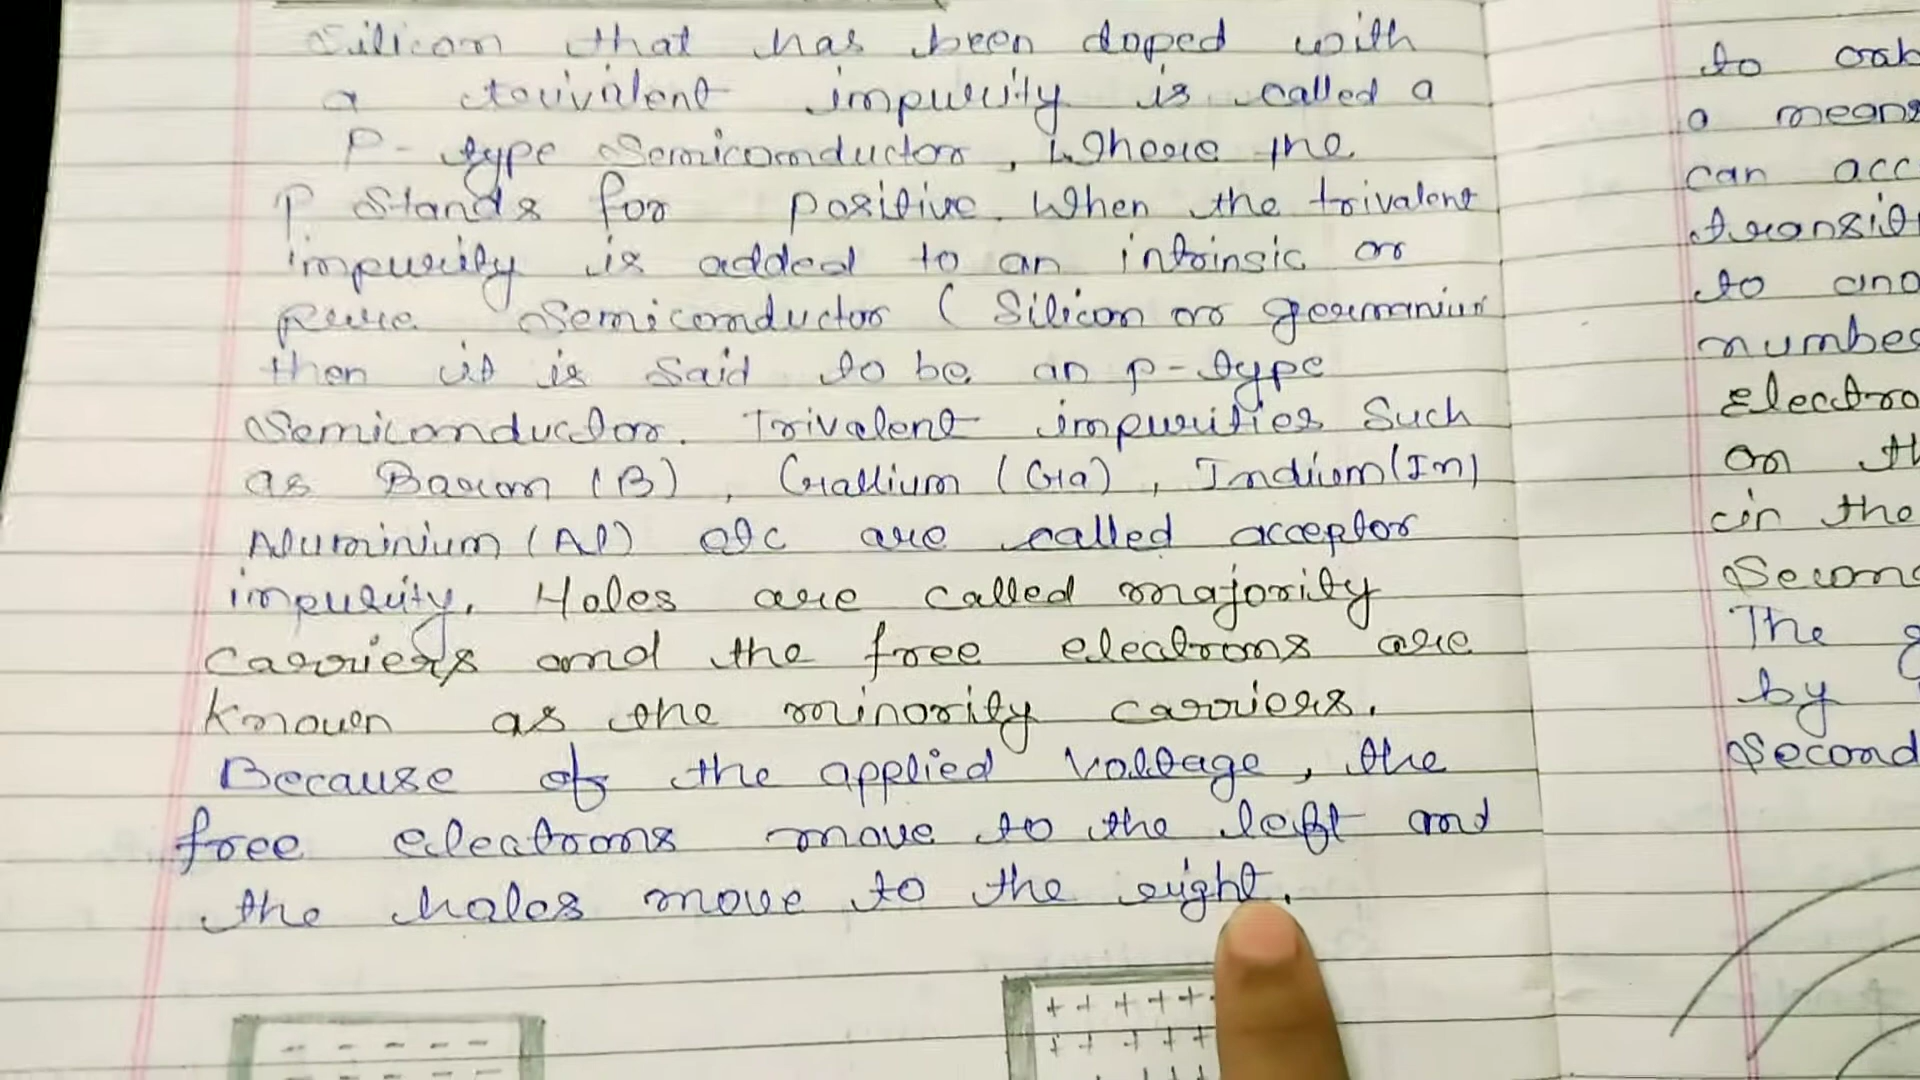 Silicon that has been doped with
a trivalent impurity is called a
P-type Semiconductor, Where the
P Stands for positive. When the trivalent
impurity is added to an intrinsic or
pure Semiconductor (Silicon or germanium
then it is said to be an p-type
Semiconductor. Trivalent impurities Such
as Boron (B), Gallium (Ga), Indium(In)
Aluminium (Al) etc are called acceptor
impurity. Holes are called majority
carriers and the free electrons are
known as the minority carriers.
Because of the applied Voltage, the
free electrons move to the left and
the holes move to the right.
+ + + + +
+ + + + +
- - - - -
- - - - -
to
a means
can acc
to
number
Electro
on th
in the
Secon
The
by
Second